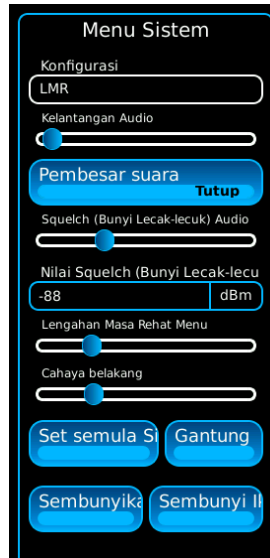 Menu Sistem
Konfigurasi
LMR
Kelantangan Audio
Pembesar suara
Tutup
Squelch (Bunyi Lecak-lecuk) Audio
Nilai Squelch (Bunyi Lecak-lecu
-88 dBm
Lengahan Masa Rehat Menu
Cahaya belakang
Set semula Si Gantung
Sembunyika Sembunyi Ik